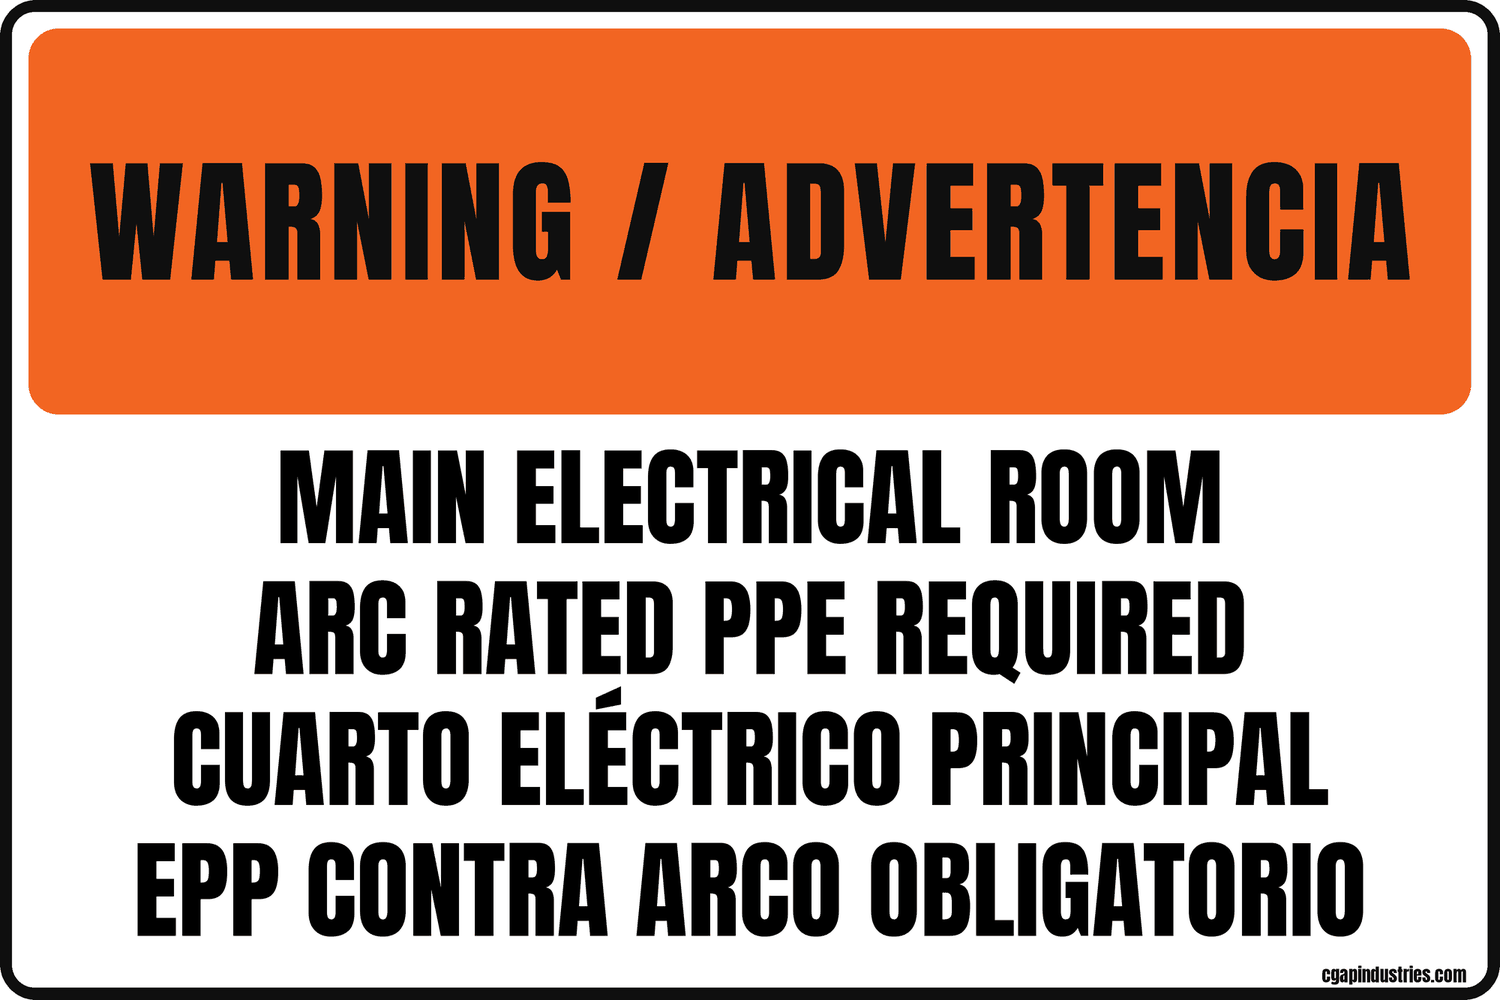 WARNING / ADVERTENCIA
MAIN ELECTRICAL ROOM
ARC RATED PPE REQUIRED
CUARTO ELÉCTRICO PRINCIPAL
EPP CONTRA ARCO OBLIGATORIO
cgapindustries.com